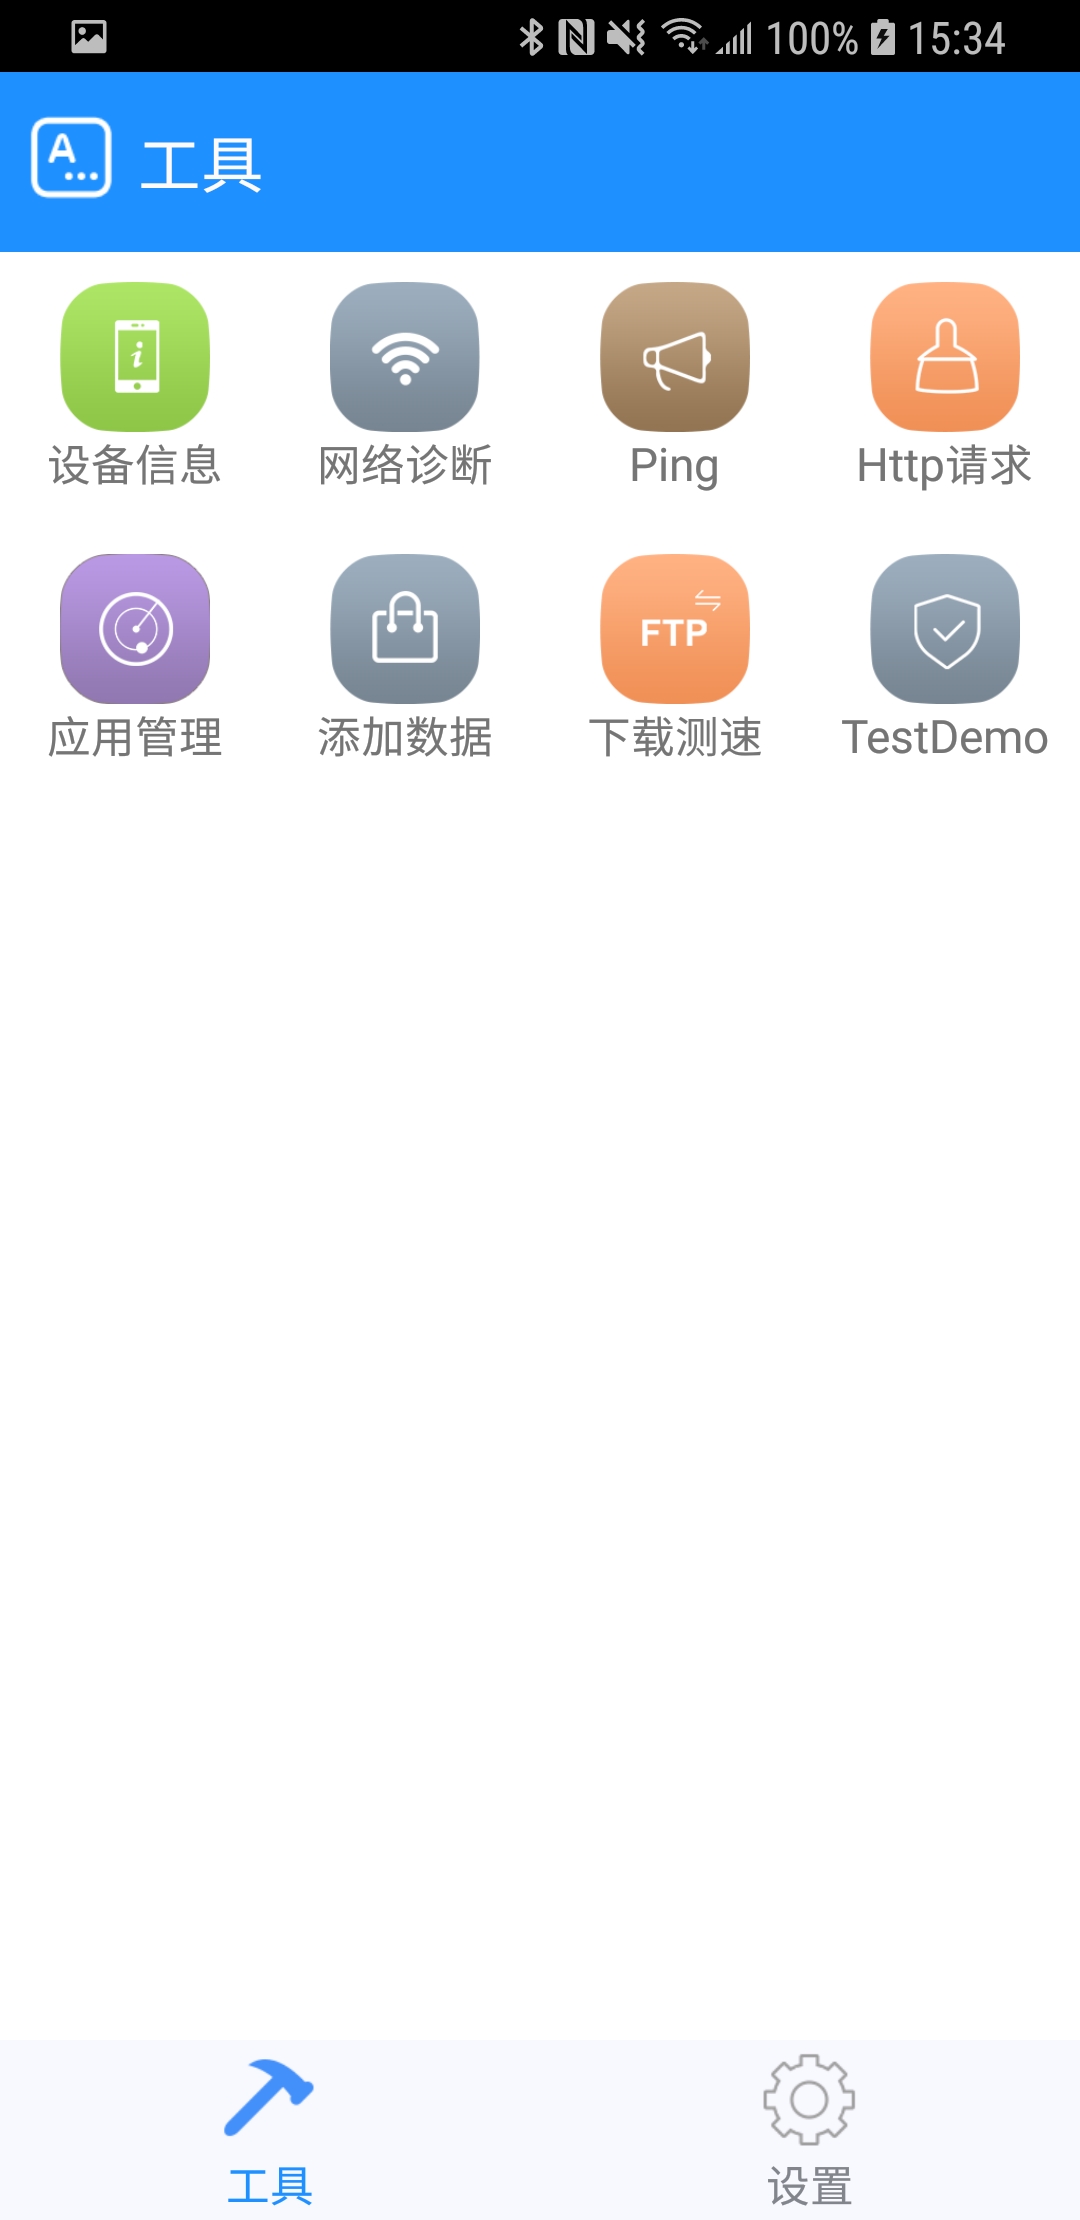 100% 15:34
A...
工具
设备信息 网络诊断 Ping Http请求
FTP
应用管理 添加数据 下载测速 TestDemo
工具 设置